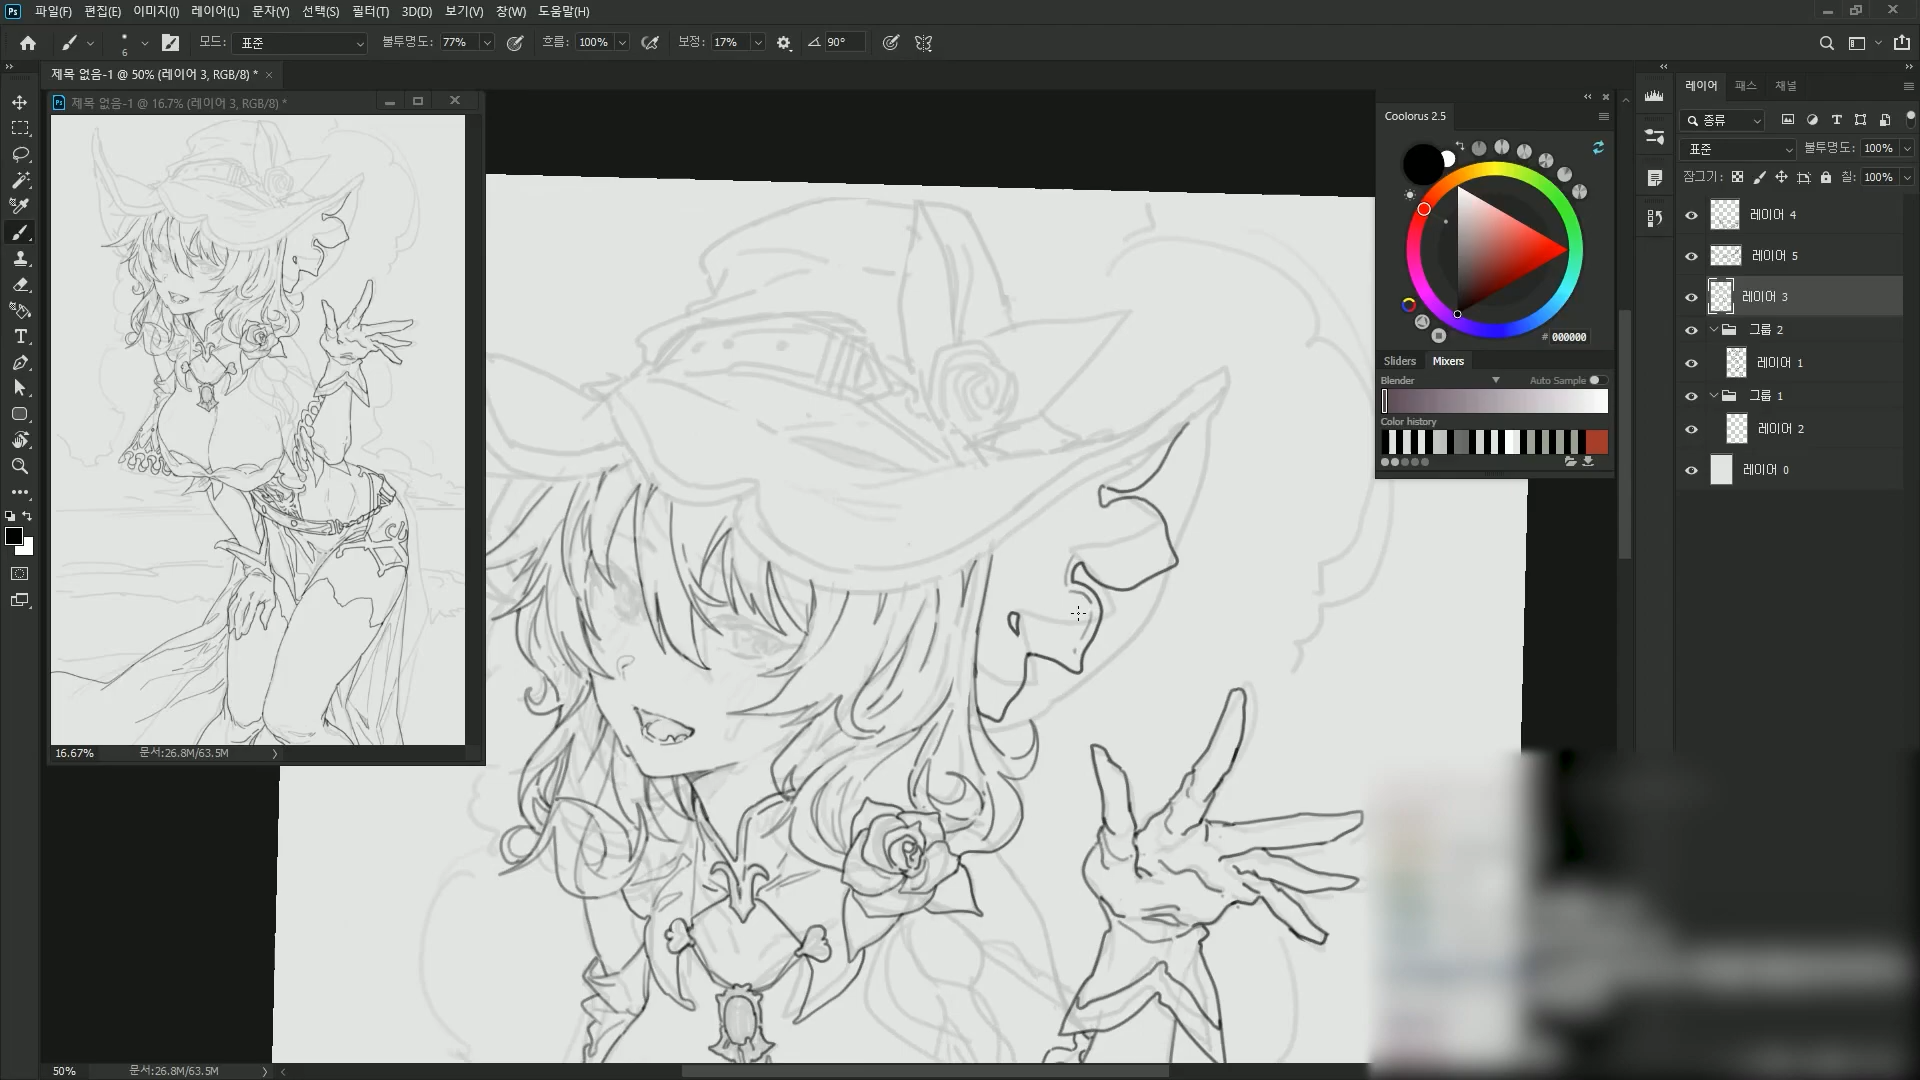 Ps 파일(F) 편집(E) 이미지(I) 레이어(L) 문자(Y) 선택(S) 필터(T) 3D(D) 보기(V) 창(W) 도움말(H)
6 모드: 표준 불투명도: 77% 흐름: 100% 보정: 17% 90°
제목 없음-1 @ 50% (레이어 3, RGB/8) * ×
Ps 제목 없음-1 @ 16.7% (레이어 3, RGB/8) *
16.67% 문서:26.8M/63.5M
Coolorus 2.5
# 000000
Sliders Mixers
Blender Auto Sample
Color history
레이어 패스 채널
종류
표준 불투명도: 100%
잠그기: 칠: 100%
레이어 4
레이어 5
레이어 3
그룹 2
레이어 1
그룹 1
레이어 2
레이어 0
50% 문서:26.8M/63.5M